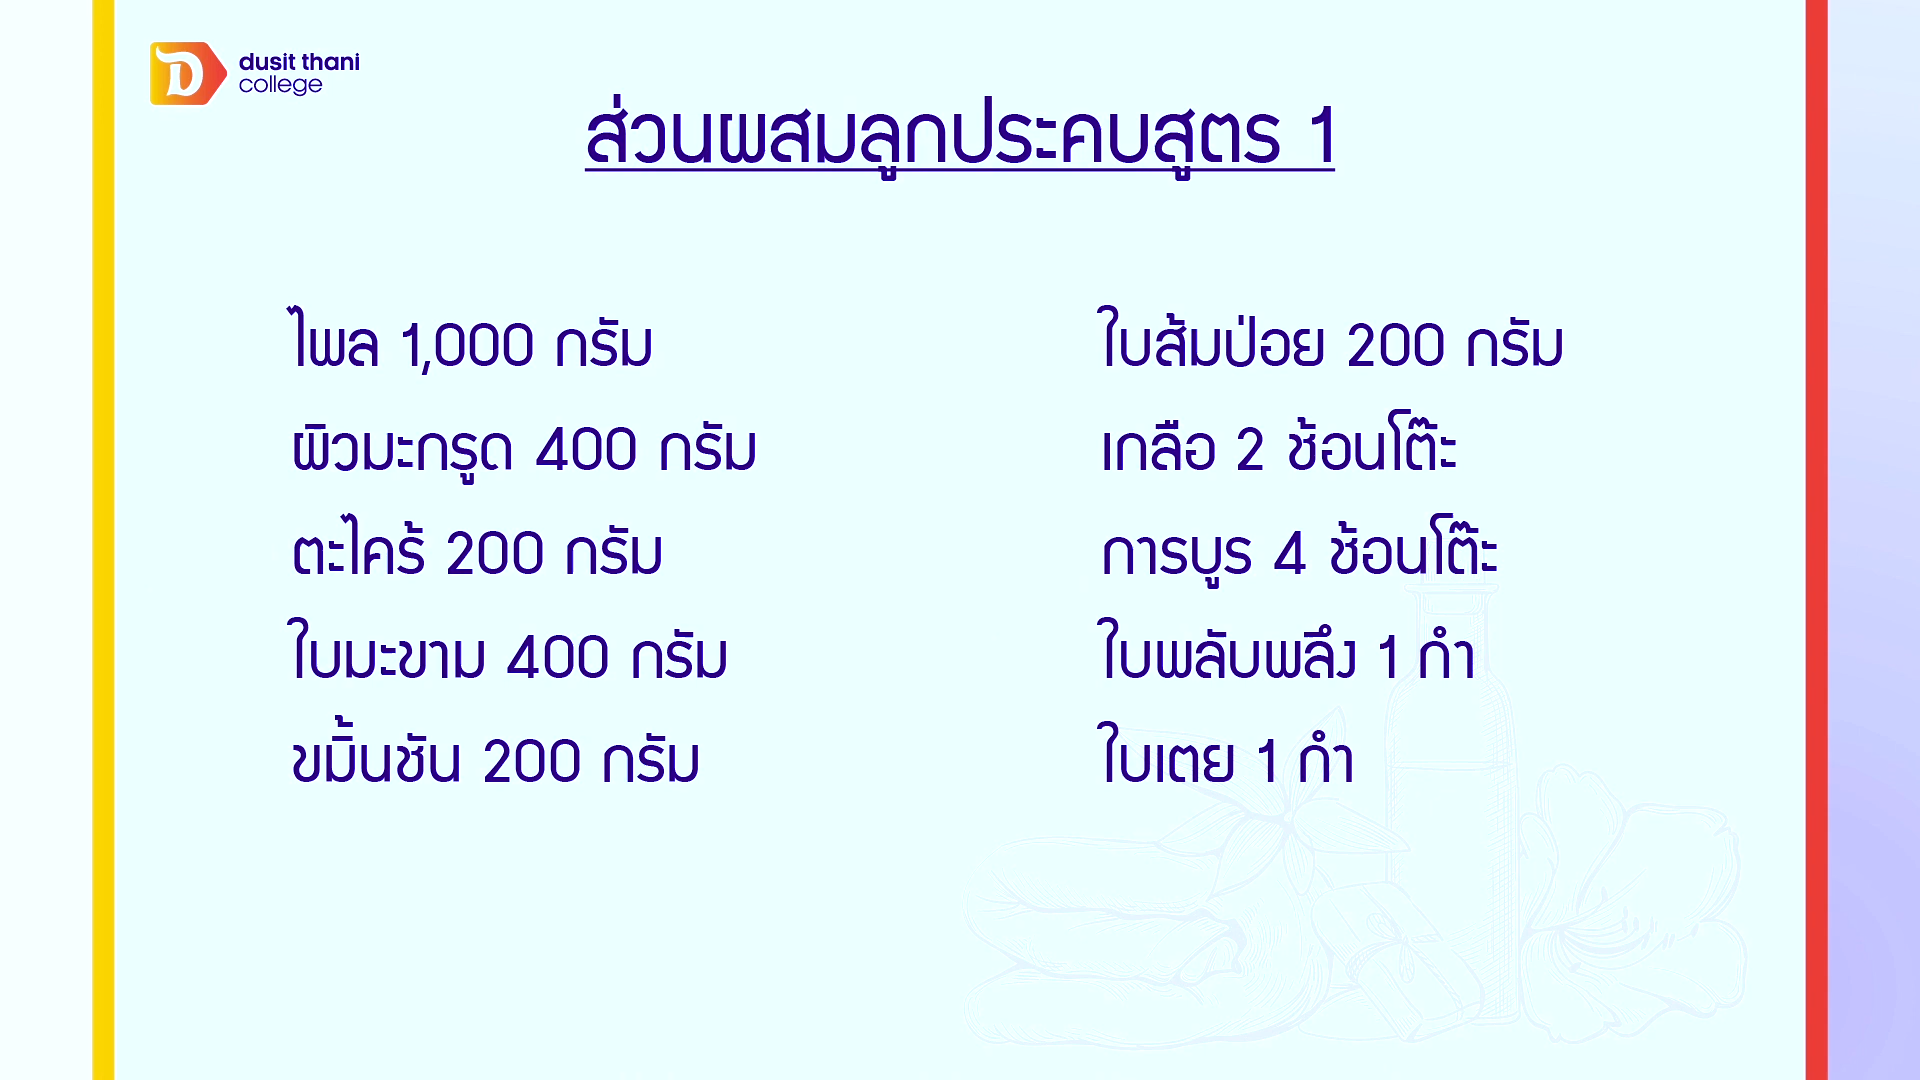 dusit thani
college
ส่วนผสมลูกประคบสูตร 1
ไพล 1,000 กรัม
ผิวมะกรูด 400 กรัม
ตะไคร้ 200 กรัม
ใบมะขาม 400 กรัม
ขมิ้นชัน 200 กรัม
ใบส้มป่อย 200 กรัม
เกลือ 2 ช้อนโต๊ะ
การบูร 4 ช้อนโต๊ะ
ใบพลับพลึง 1 กำ
ใบเตย 1 กำ